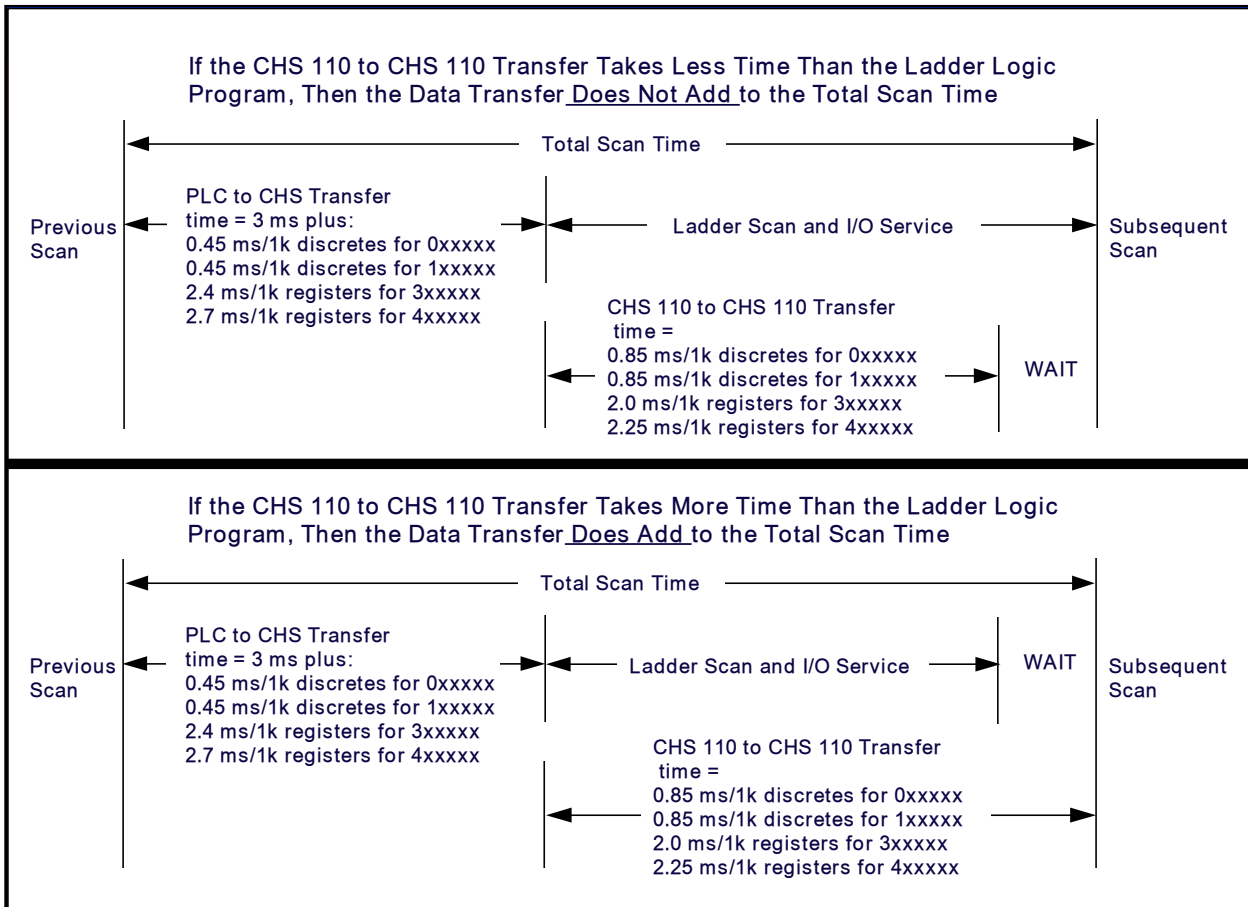 If the CHS 110 to CHS 110 Transfer Takes Less Time Than the Ladder Logic
Program, Then the Data Transfer Does Not Add to the Total Scan Time
Total Scan Time
Previous
Scan
PLC to CHS Transfer
time = 3 ms plus:
0.45 ms/1k discretes for 0xxxxx
0.45 ms/1k discretes for 1xxxxx
2.4 ms/1k registers for 3xxxxx
2.7 ms/1k registers for 4xxxxx
Ladder Scan and I/O Service
Subsequent
Scan
CHS 110 to CHS 110 Transfer
time =
0.85 ms/1k discretes for 0xxxxx
0.85 ms/1k discretes for 1xxxxx
2.0 ms/1k registers for 3xxxxx
2.25 ms/1k registers for 4xxxxx
WAIT
If the CHS 110 to CHS 110 Transfer Takes More Time Than the Ladder Logic
Program, Then the Data Transfer Does Add to the Total Scan Time
Total Scan Time
Previous
Scan
PLC to CHS Transfer
time = 3 ms plus:
0.45 ms/1k discretes for 0xxxxx
0.45 ms/1k discretes for 1xxxxx
2.4 ms/1k registers for 3xxxxx
2.7 ms/1k registers for 4xxxxx
Ladder Scan and I/O Service
WAIT
Subsequent
Scan
CHS 110 to CHS 110 Transfer
time =
0.85 ms/1k discretes for 0xxxxx
0.85 ms/1k discretes for 1xxxxx
2.0 ms/1k registers for 3xxxxx
2.25 ms/1k registers for 4xxxxx